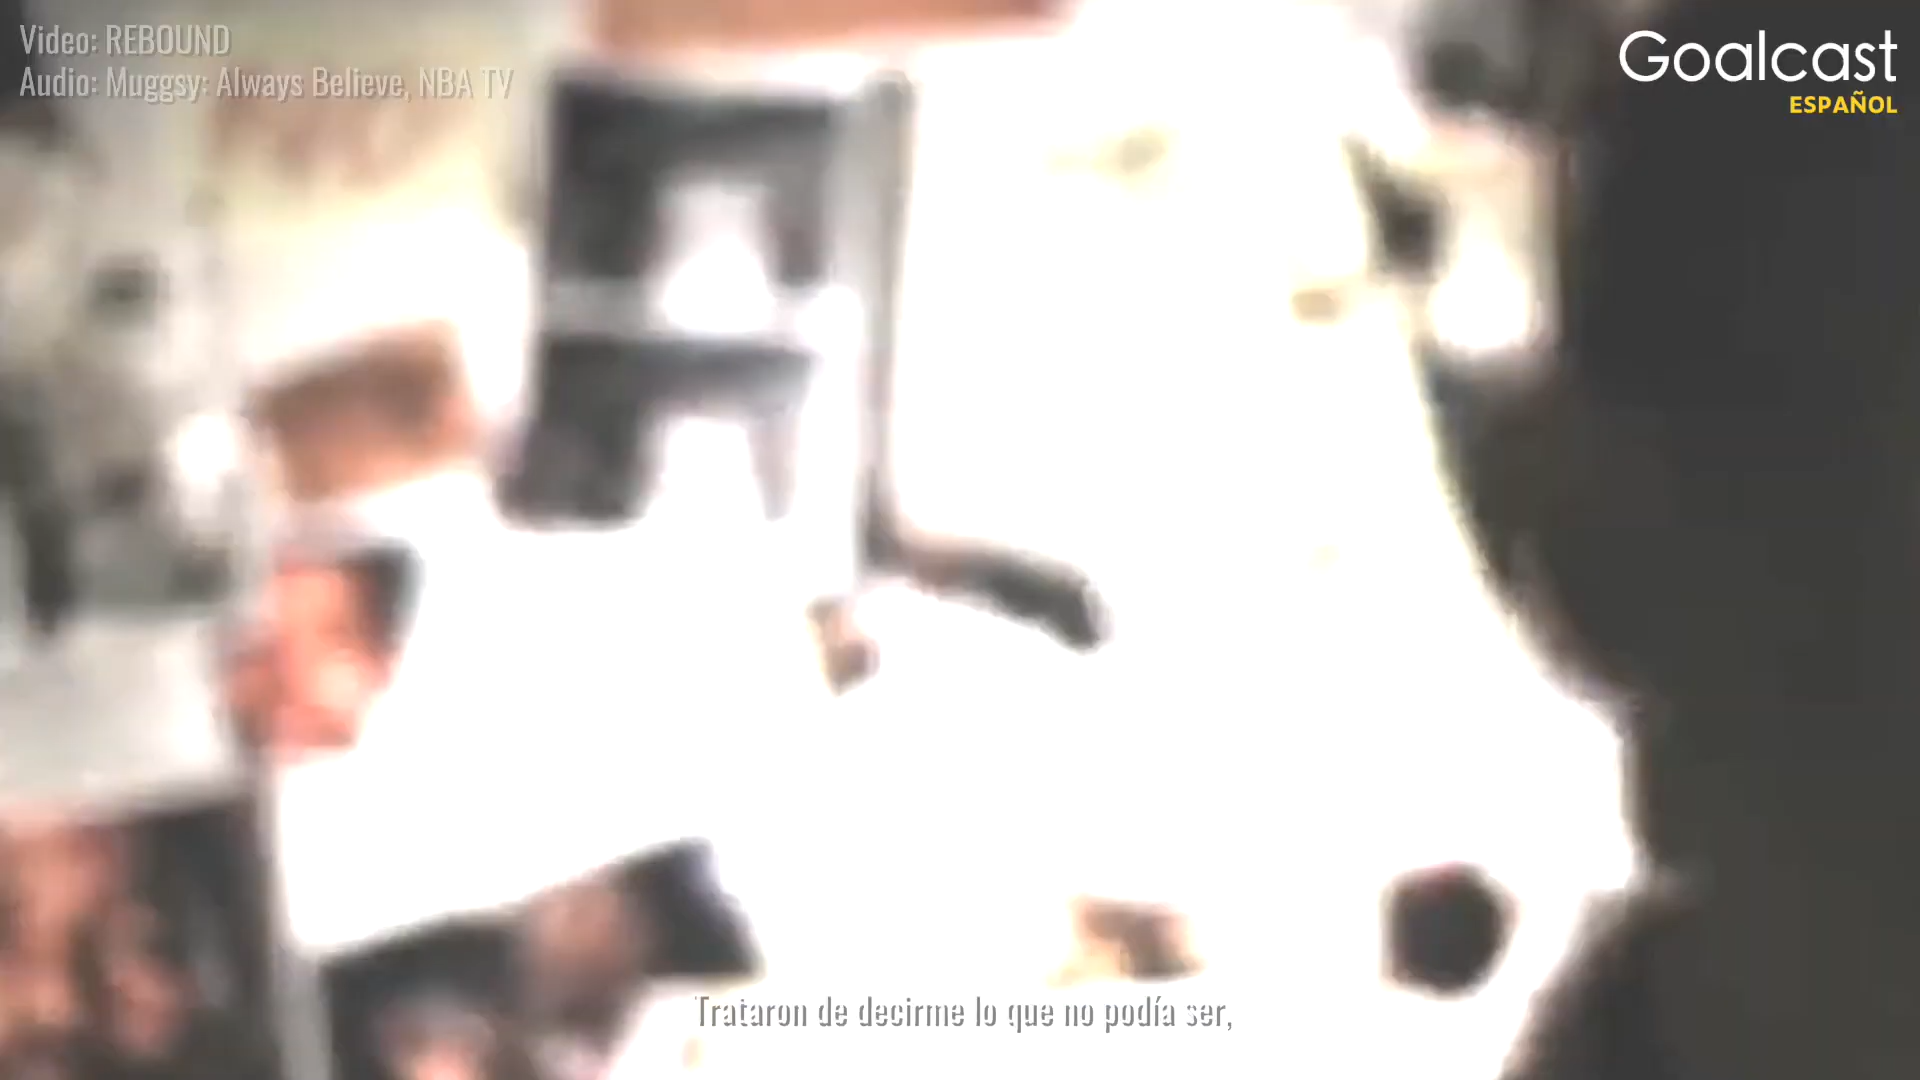 Video: REBOUND
Audio: Muggsy: Always Believe, NBA TV
Goalcast
ESPAÑOL
Trataron de decirme lo que no podía ser,